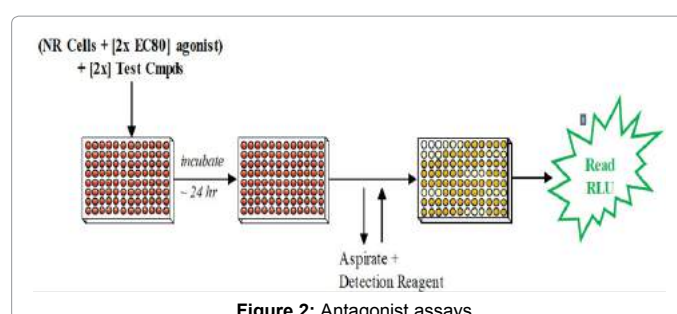 (NR Cells + [2x EC80] agonist)
+ [2x] Test Cmpds
incubate
~ 24 hr
Aspirate +
Detection Reagent
Read
RLU
Figure 2: Antagonist assays